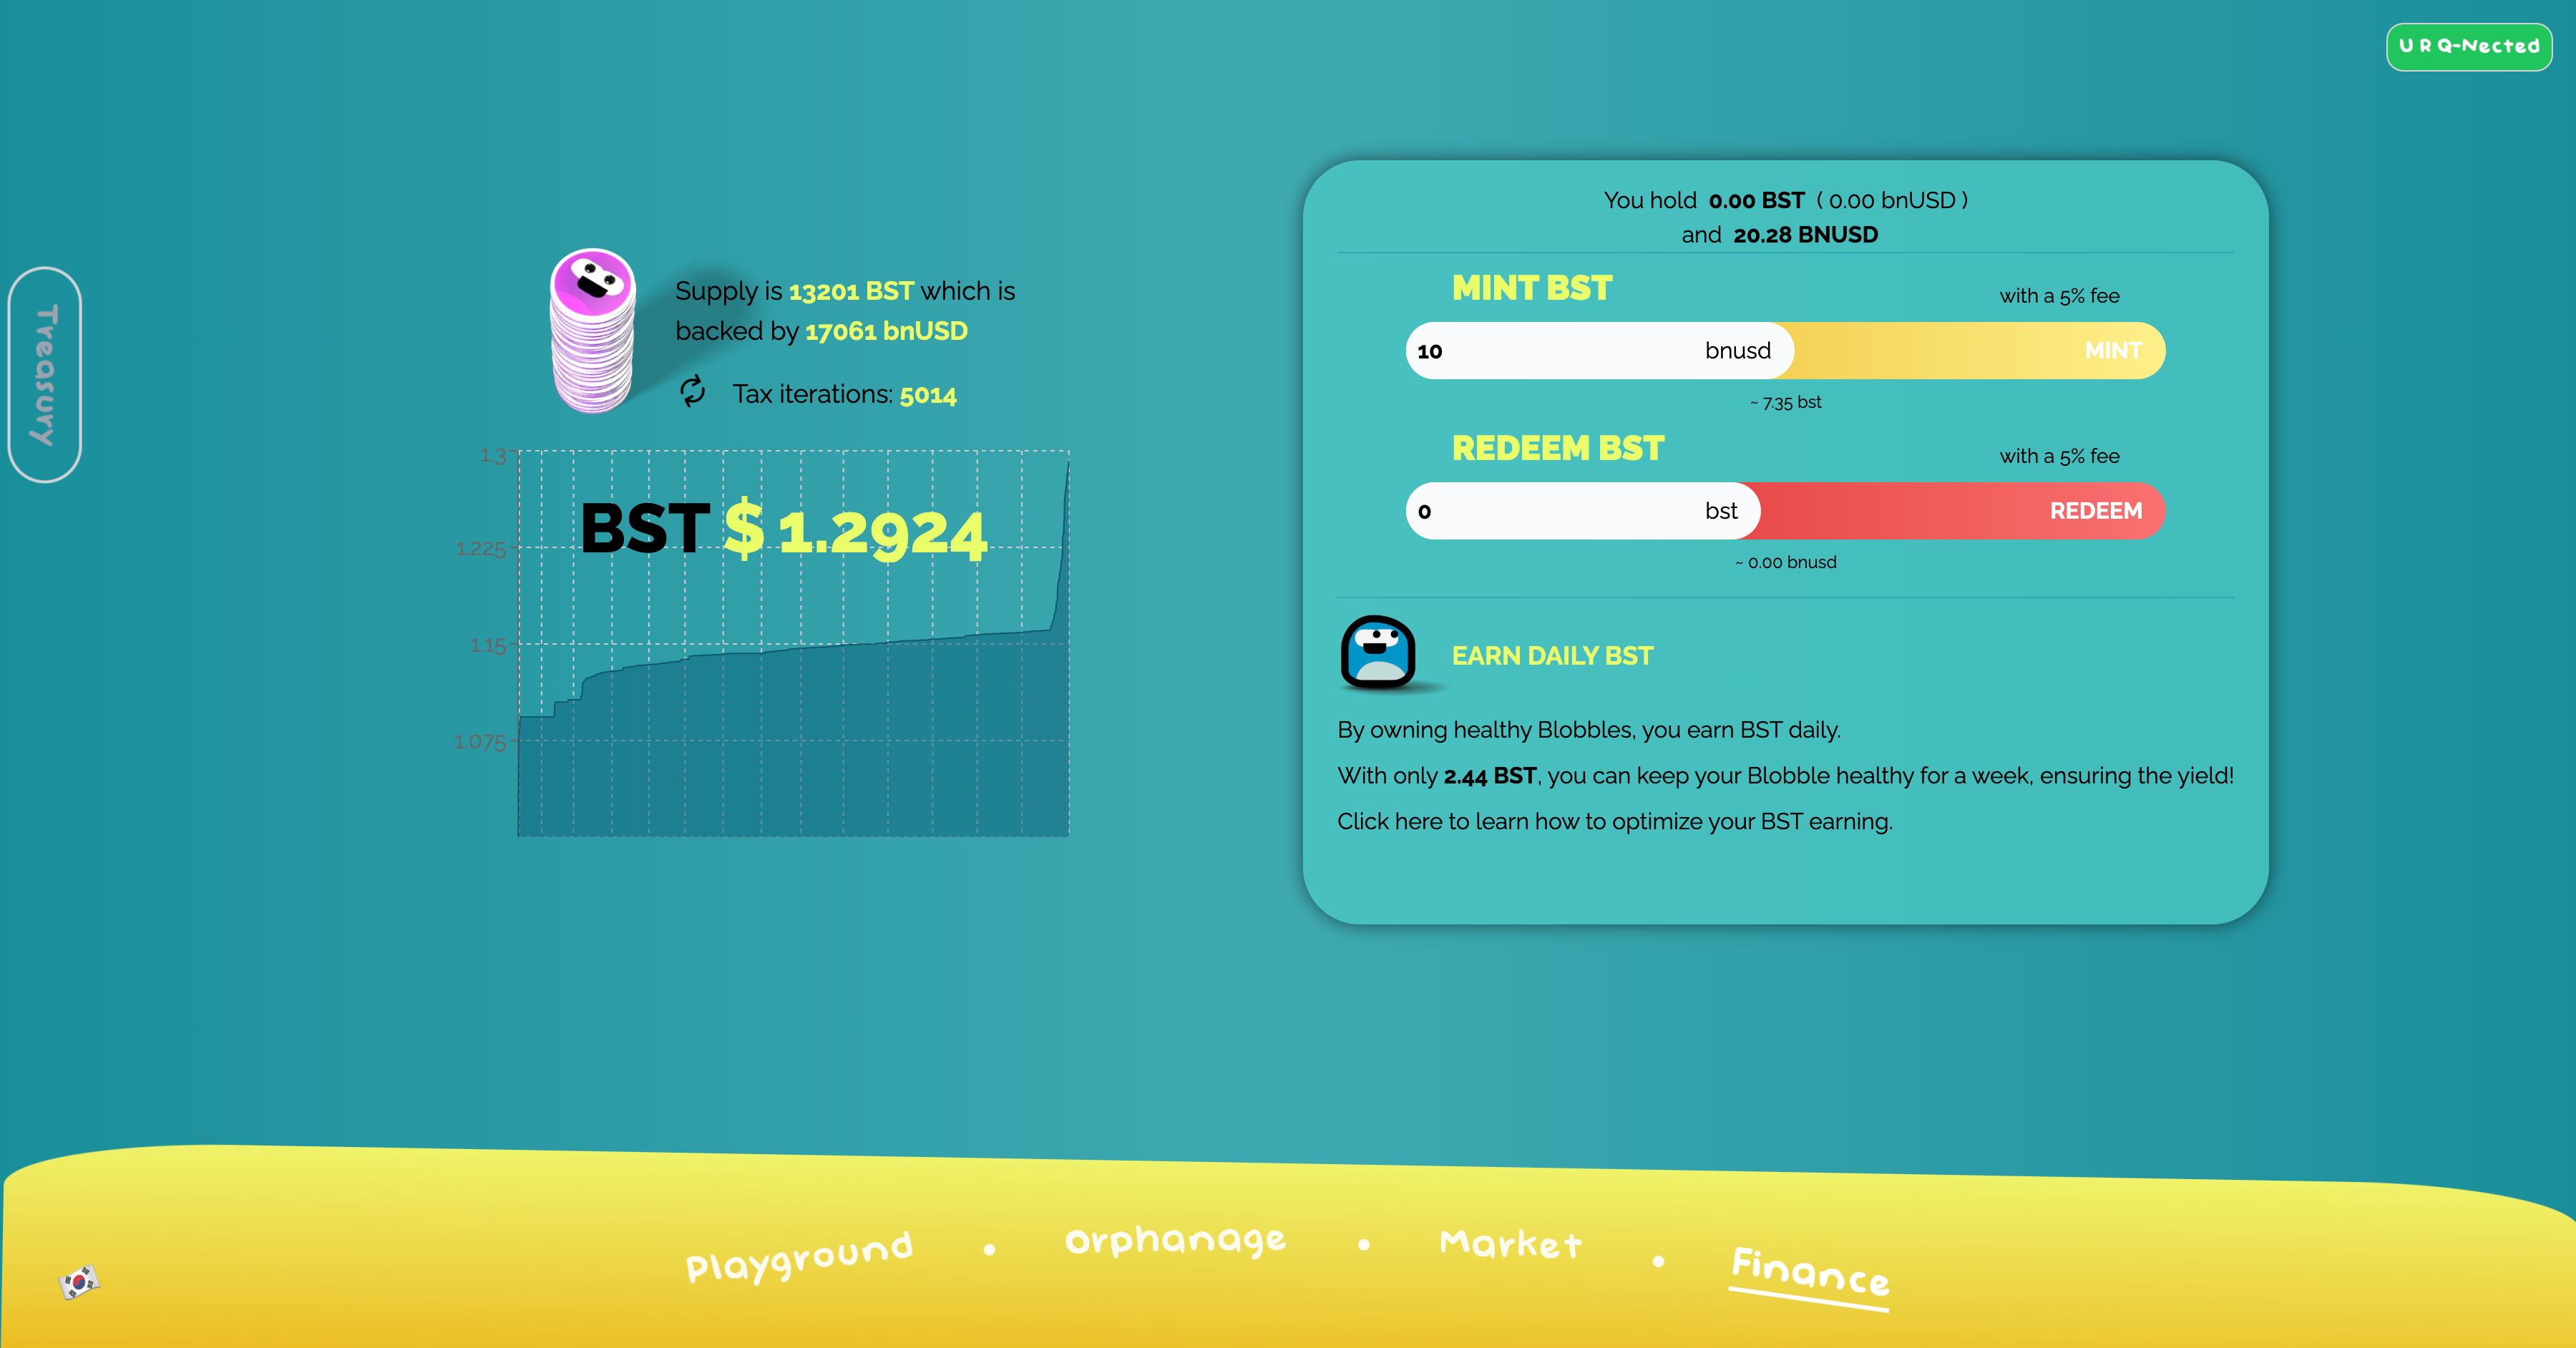 U R Q-Nected
Treasury
Supply is 13201 BST which is
backed by 17061 bnUSD
Tax iterations: 5014
1.3
1.225
1.15
1.075
BST $ 1.2924
You hold 0.00 BST ( 0.00 bnUSD )
and 20.28 BNUSD
MINT BST
with a 5% fee
10 bnusd MINT
~ 7.35 bst
REDEEM BST
with a 5% fee
0 bst REDEEM
~ 0.00 bnusd
EARN DAILY BST
By owning healthy Blobbles, you earn BST daily.
With only 2.44 BST, you can keep your Blobble healthy for a week, ensuring the yield!
Click here to learn how to optimize your BST earning.
Playground • Orphanage • Market • Finance